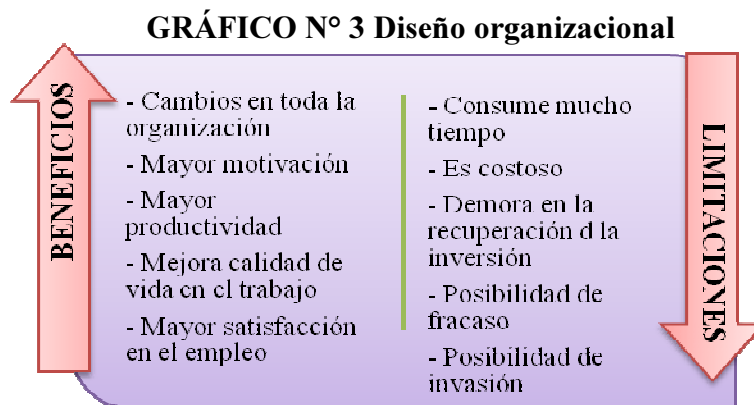 GRÁFICO N° 3 Diseño organizacional
BENEFICIOS
- Cambios en toda la
organización
- Mayor motivación
- Mayor
productividad
- Mejora calidad de
vida en el trabajo
- Mayor satisfacción
en el empleo
- Consume mucho
tiempo
- Es costoso
- Demora en la
recuperación d la
inversión
- Posibilidad de
fracaso
- Posibilidad de
invasión
LIMITACIONES